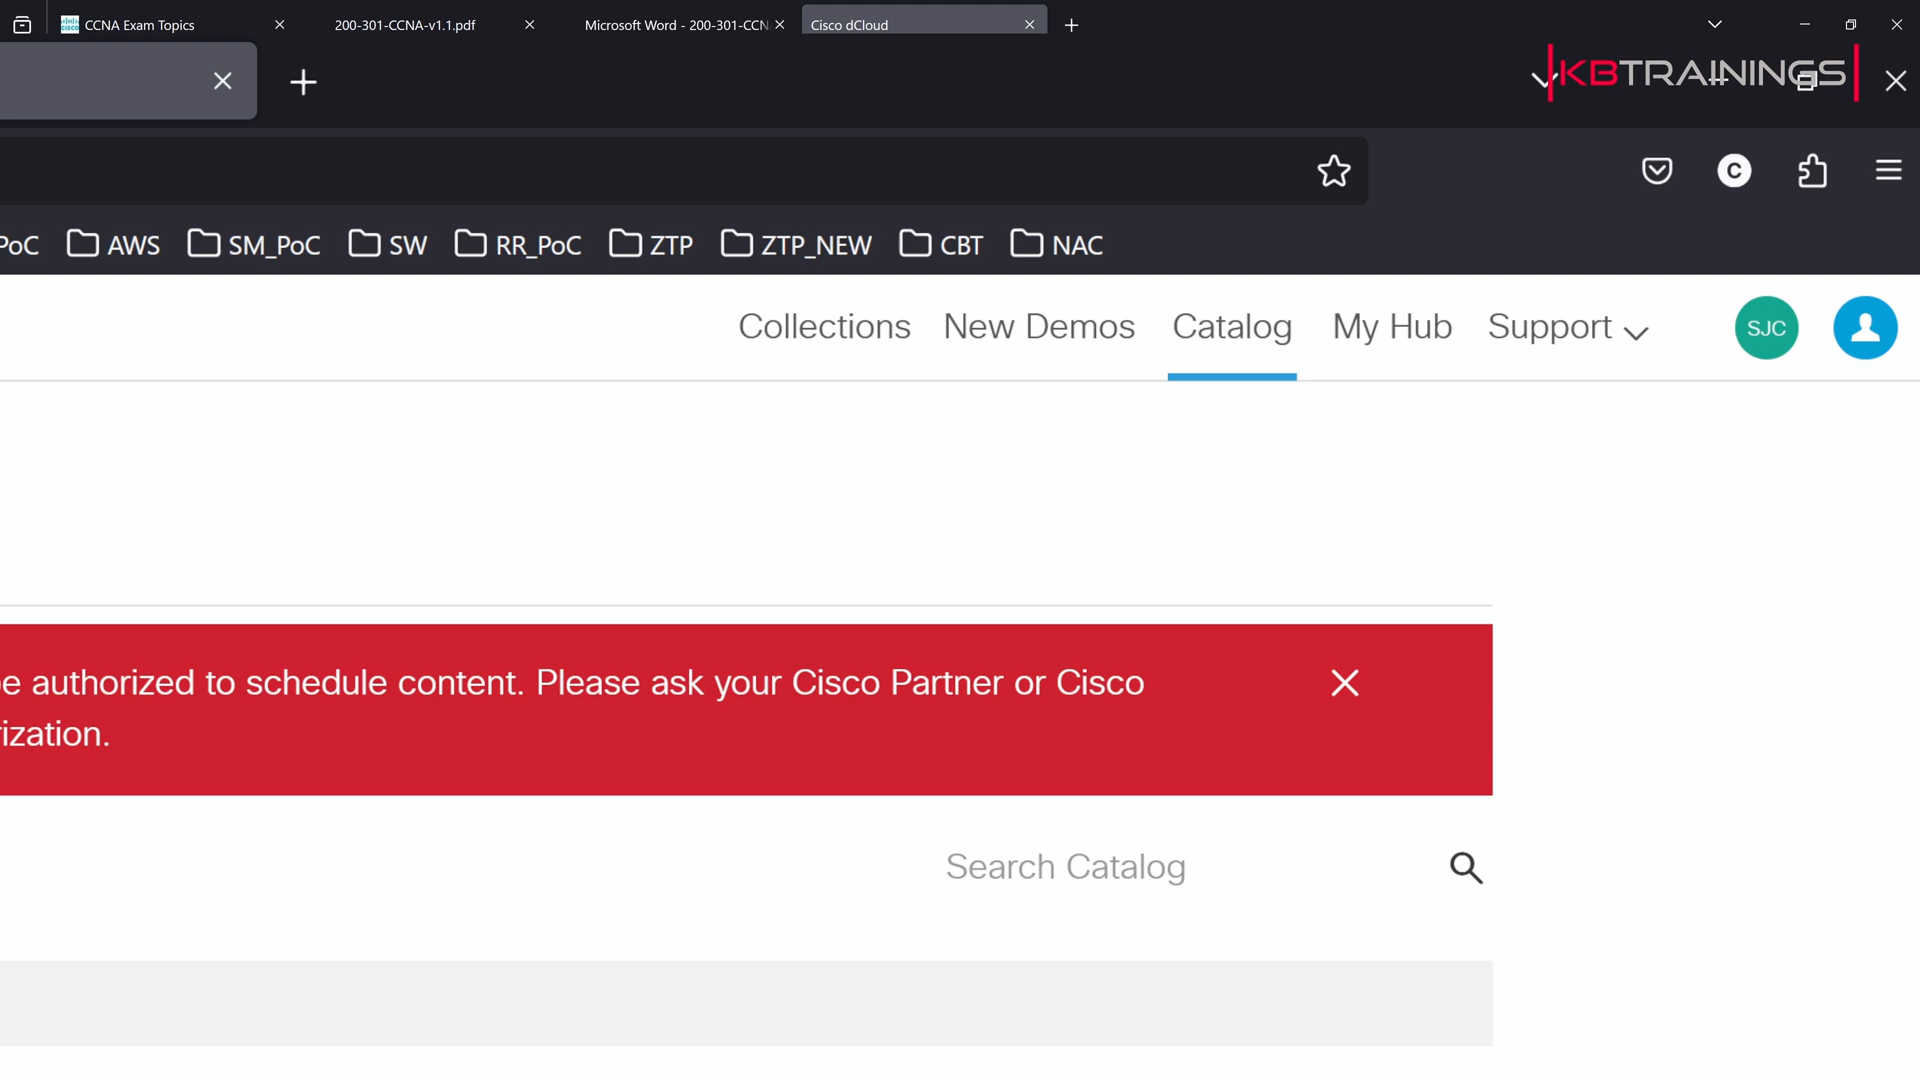 CCNA Exam Topics
200-301-CCNA-v1.1.pdf
Microsoft Word - 200-301-CCN
Cisco dCloud
KBTRAININGS
C
PoC
AWS
SM_PoC
SW
RR_PoC
ZTP
ZTP_NEW
CBT
NAC
Collections
New Demos
Catalog
My Hub
Support
SJC
e authorized to schedule content. Please ask your Cisco Partner or Cisco
ization.
Search Catalog